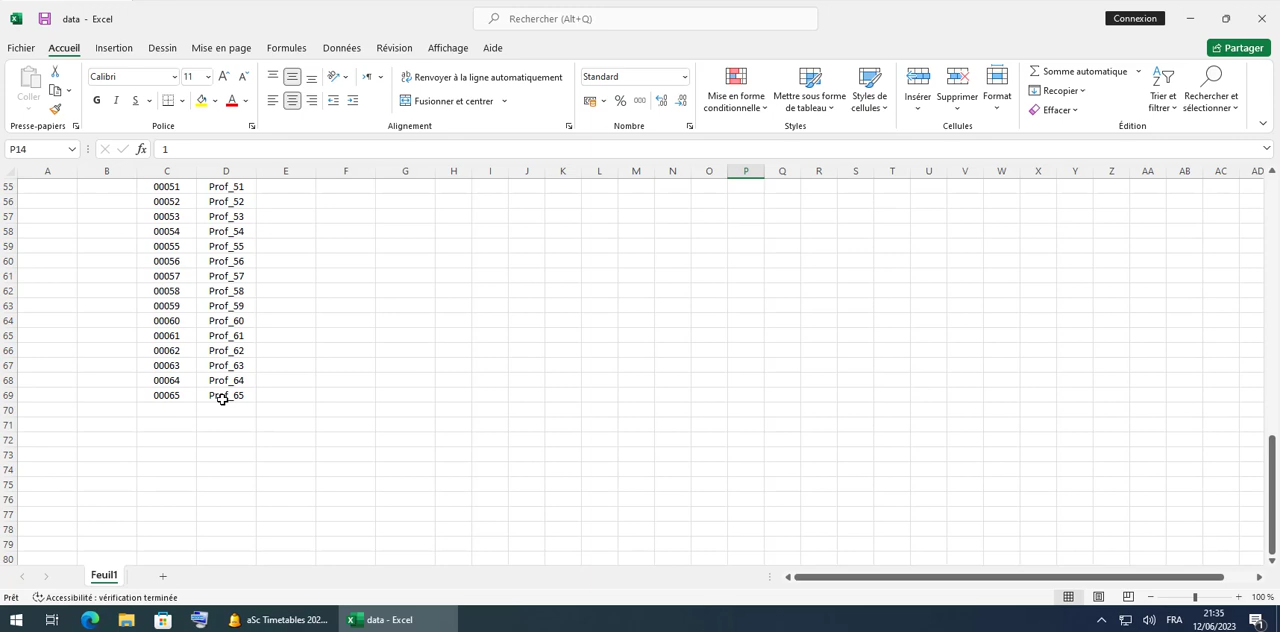 data - Excel
Rechercher (Alt+Q)
Connexion
Fichier Accueil Insertion Dessin Mise en page Formules Données Révision Affichage Aide
Partager
Coller
Calibri 11
G I S
Renvoyer à la ligne automatiquement
Fusionner et centrer
Standard
% 000
Mise en forme conditionnelle
Mettre sous forme de tableau
Styles de cellules
Insérer Supprimer Format
Somme automatique
Recopier
Effacer
Trier et filtrer
Rechercher et sélectionner
Presse-papiers Police Alignement Nombre Styles Cellules Édition
P14 fx 1
A B C D E F G H I J K L M N O P Q R S T U V W X Y Z AA AB AC AD
55 00051 Prof_51
56 00052 Prof_52
57 00053 Prof_53
58 00054 Prof_54
59 00055 Prof_55
60 00056 Prof_56
61 00057 Prof_57
62 00058 Prof_58
63 00059 Prof_59
64 00060 Prof_60
65 00061 Prof_61
66 00062 Prof_62
67 00063 Prof_63
68 00064 Prof_64
69 00065 Prof_65
70
71
72
73
74
75
76
77
78
79
80
Feuil1
Prêt Accessibilité : vérification terminée 100 %
aSc Timetables 202... data - Excel FRA 21:35
12/06/2023